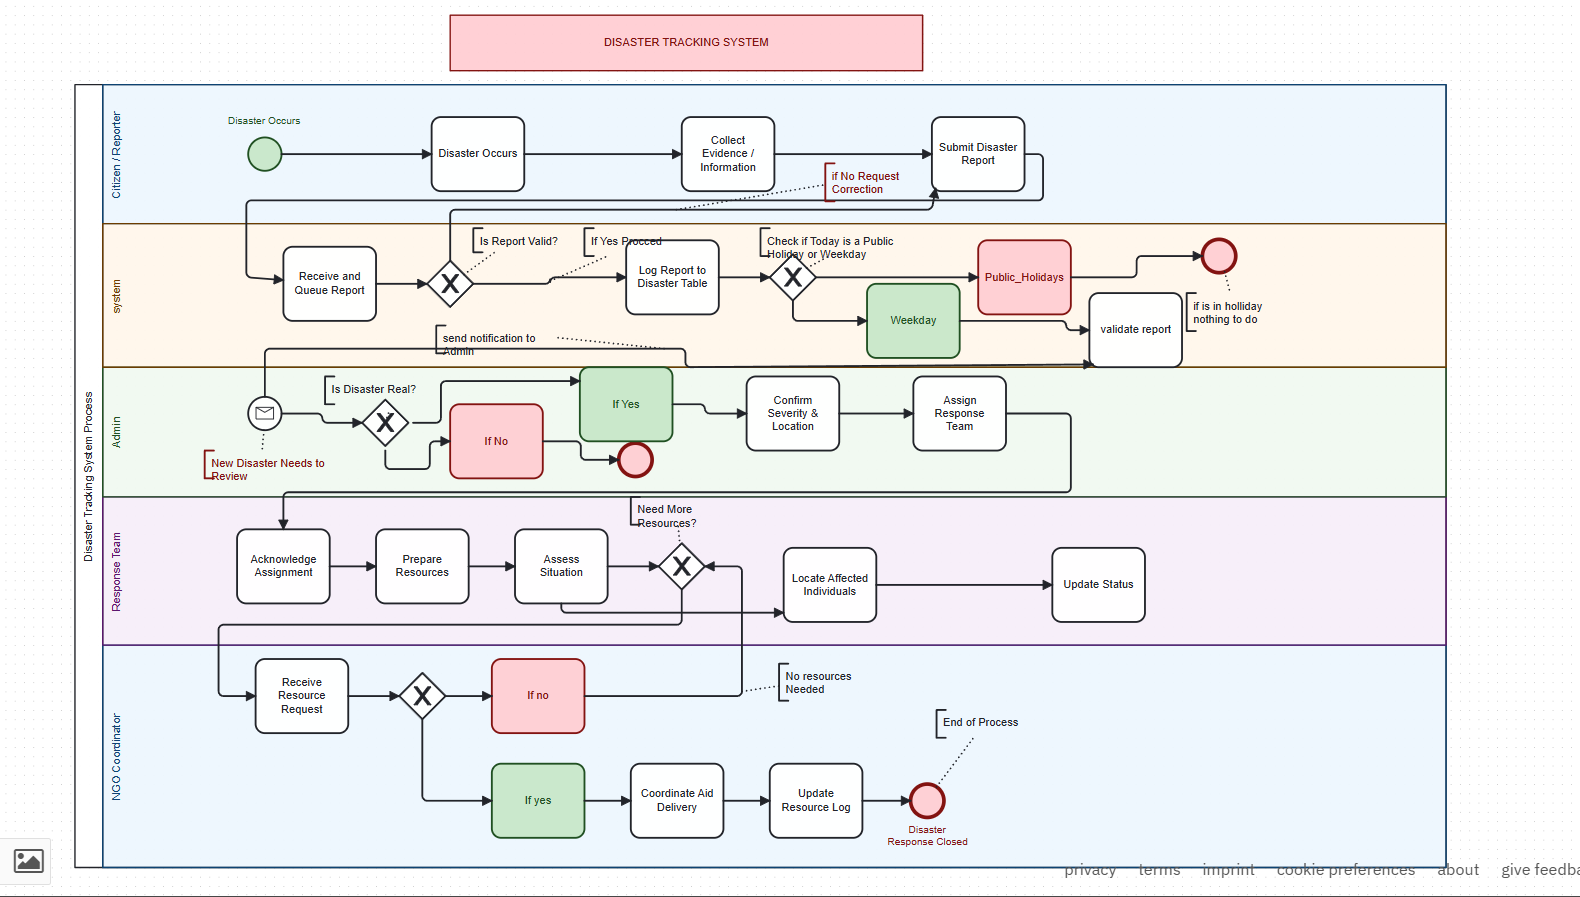 DISASTER TRACKING SYSTEM
Disaster Tracking System Process
Citizen / Reporter
Disaster Occurs
Disaster Occurs
Collect
Evidence /
Information
Submit Disaster
Report
if No Request
Correction
system
Receive and
Queue Report
Is Report Valid?
If Yes Procced
Log Report to
Disaster Table
Check if Today is a Public
Holiday or Weekday
Public_Holidays
Weekday
validate report
if is in holliday
nothing to do
send notification to
Admin
Admin
Is Disaster Real?
New Disaster Needs to
Review
If No
If Yes
Confirm
Severity &
Location
Assign
Response
Team
Response Team
Acknowledge
Assignment
Prepare
Resources
Assess
Situation
Need More
Resources?
Locate Affected
Individuals
Update Status
NGO Coordinator
Receive
Resource
Request
If no
No resources
Needed
If yes
Coordinate Aid
Delivery
Update
Resource Log
End of Process
Disaster
Response Closed
privacy terms imprint cookie preferences about give feedba